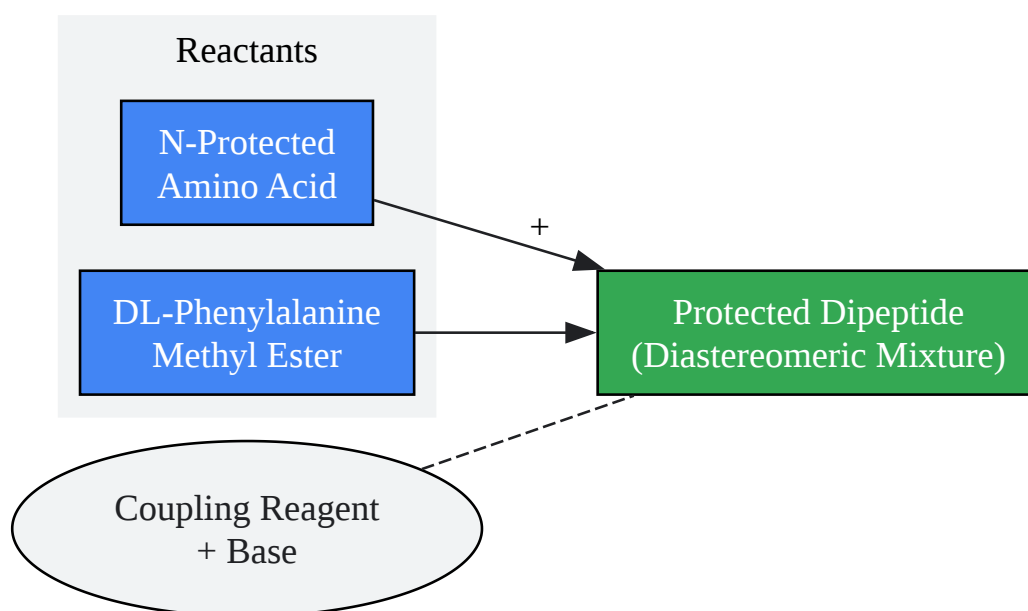 Reactants
N-Protected
Amino Acid
+
DL-Phenylalanine
Methyl Ester
Protected Dipeptide
(Diastereomeric Mixture)
Coupling Reagent
+ Base